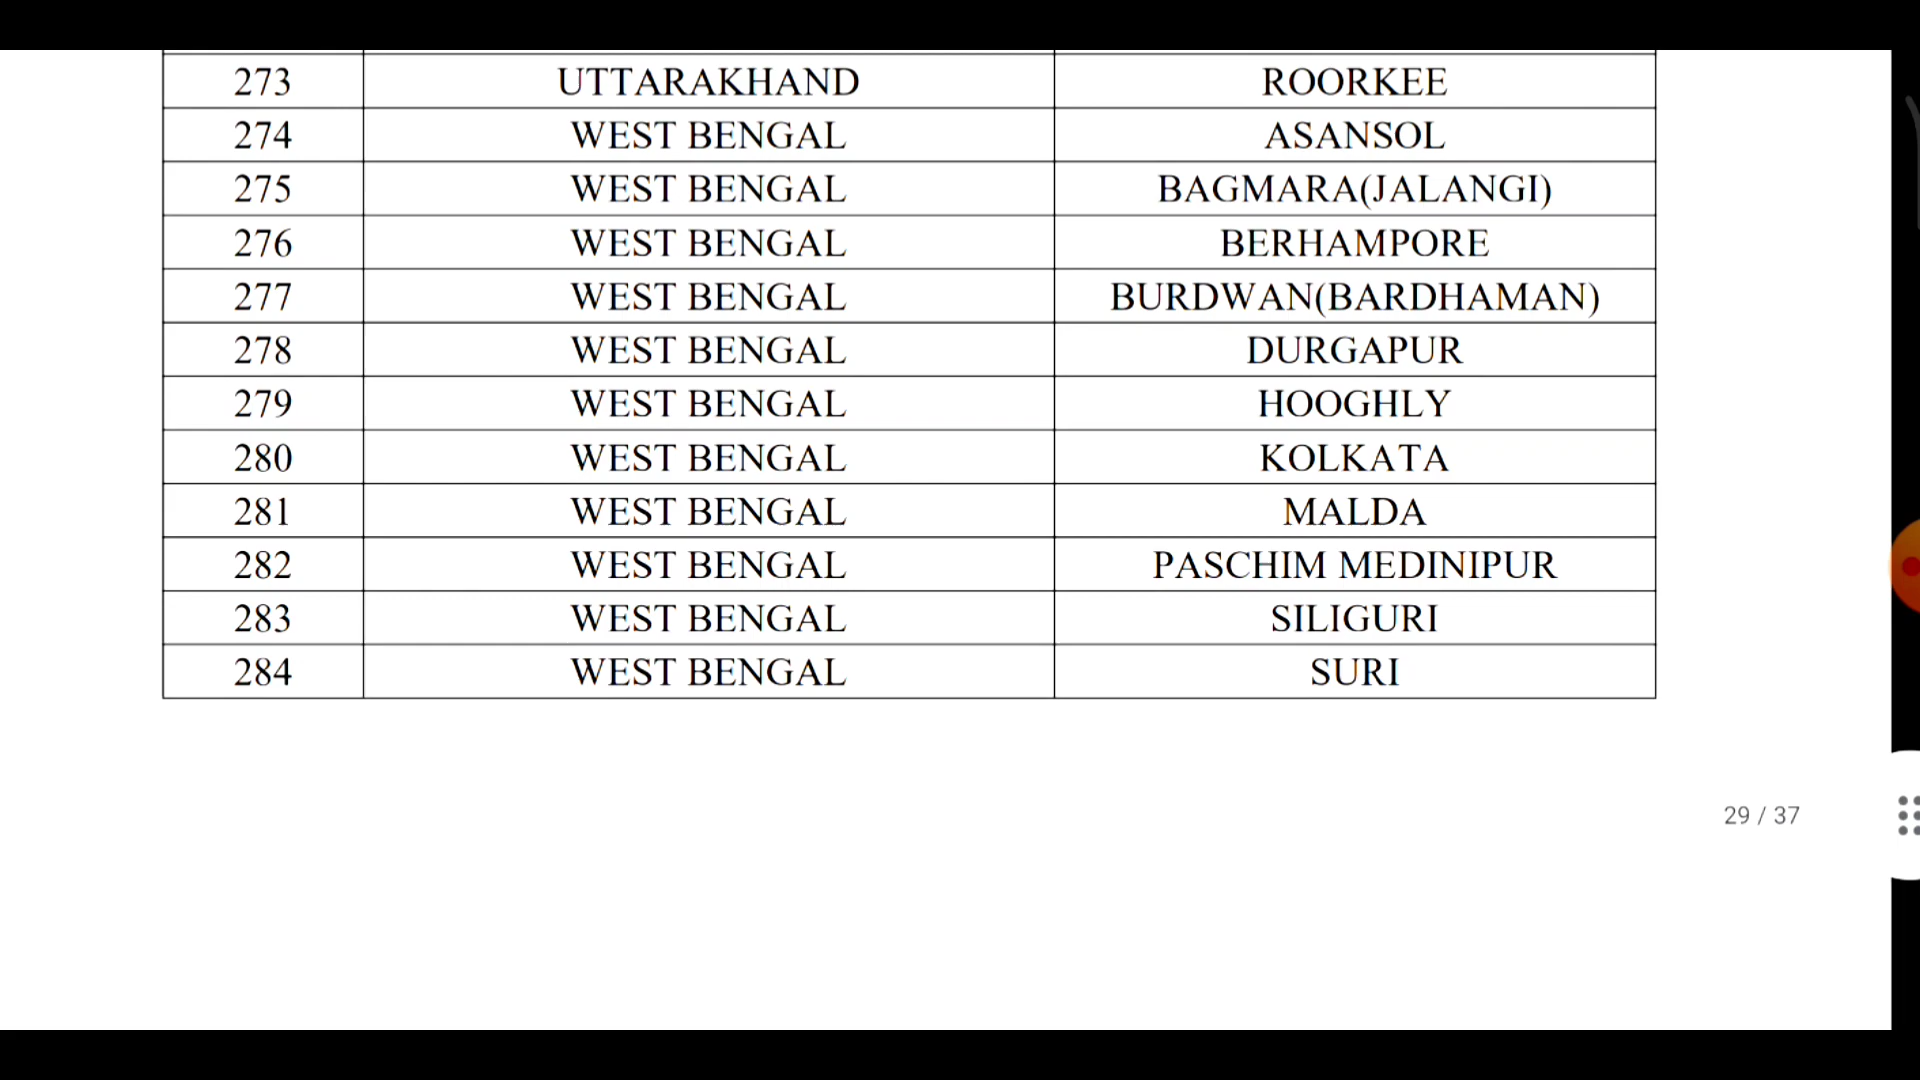 273 UTTARAKHAND ROORKEE
274 WEST BENGAL ASANSOL
275 WEST BENGAL BAGMARA(JALANGI)
276 WEST BENGAL BERHAMPORE
277 WEST BENGAL BURDWAN(BARDHAMAN)
278 WEST BENGAL DURGAPUR
279 WEST BENGAL HOOGHLY
280 WEST BENGAL KOLKATA
281 WEST BENGAL MALDA
282 WEST BENGAL PASCHIM MEDINIPUR
283 WEST BENGAL SILIGURI
284 WEST BENGAL SURI
29 / 37